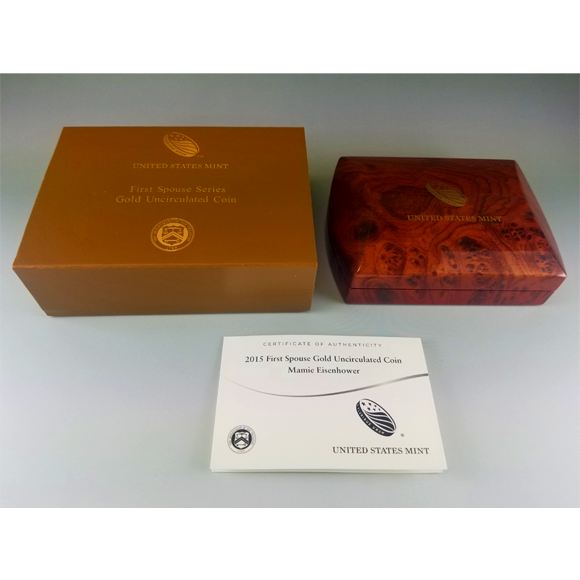 UNITED STATES MINT
First Spouse Series
Gold Uncirculated Coin
UNITED STATES MINT
CERTIFICATE OF AUTHENTICITY
2015 First Spouse Gold Uncirculated Coin
Mamie Eisenhower
UNITED STATES MINT